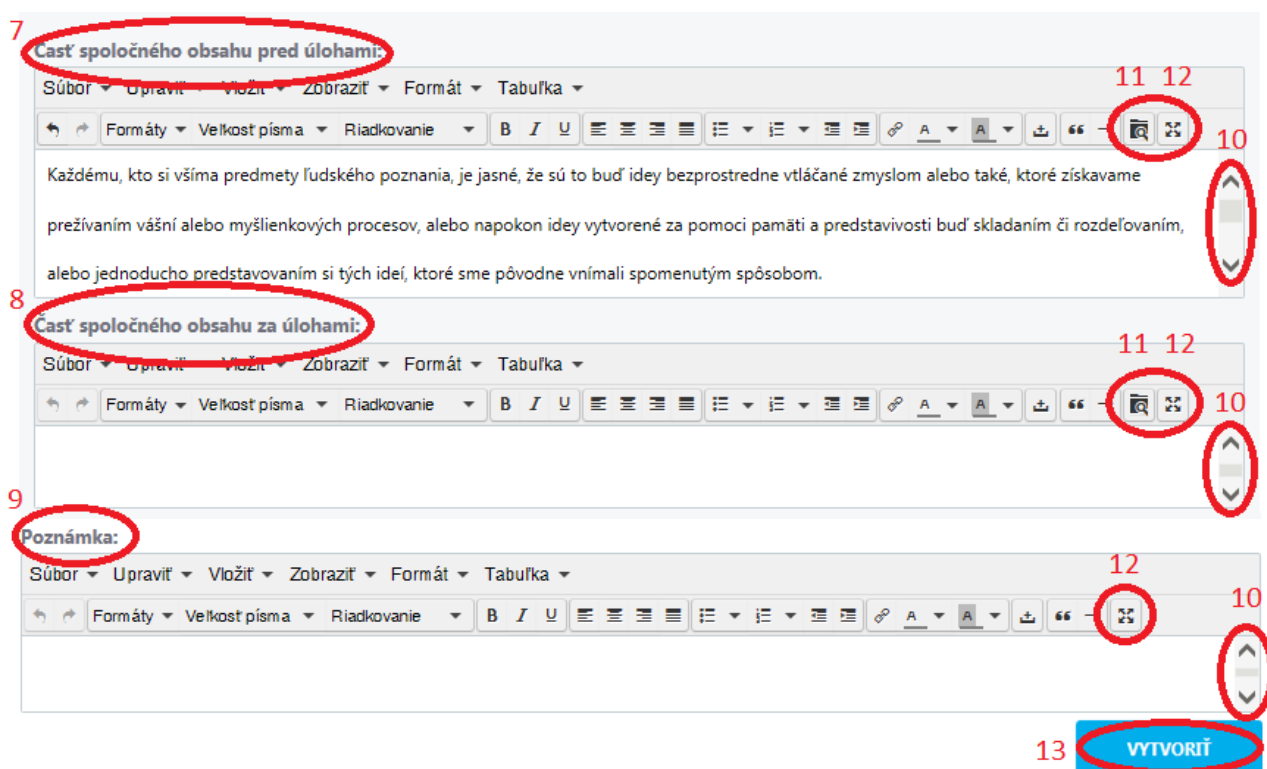 7
Časť spoločného obsahu pred úlohami:
11 12
Súbor Upraviť Vložiť Zobraziť Formát Tabuľka
Formáty Veľkosť písma Riadkovanie B I U A A
10
Každému, kto si všíma predmety ľudského poznania, je jasné, že sú to buď idey bezprostredne vtláčané zmyslom alebo také, ktoré získavame
prežívaním vášní alebo myšlienkových procesov, alebo napokon idey vytvorené za pomoci pamäti a predstavivosti buď skladaním či rozdeľovaním,
alebo jednoducho predstavovaním si tých ideí, ktoré sme pôvodne vnímali spomenutým spôsobom.
8
Časť spoločného obsahu za úlohami:
11 12
Súbor Upraviť Vložiť Zobraziť Formát Tabuľka
Formáty Veľkosť písma Riadkovanie B I U A A
10
9
Poznámka:
12
Súbor Upraviť Vložiť Zobraziť Formát Tabuľka
Formáty Veľkosť písma Riadkovanie B I U A A
10
13 VYTVORIŤ